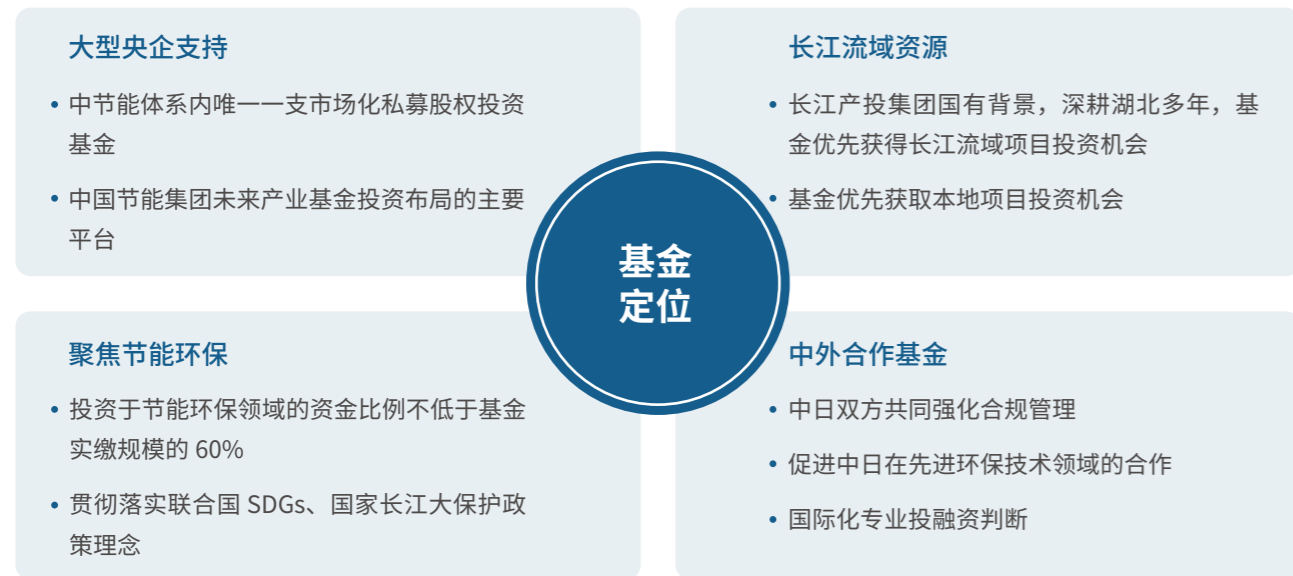 大型央企支持
• 中节能体系内唯一一支市场化私募股权投资
基金
• 中国节能集团未来产业基金投资布局的主要
平台
长江流域资源
• 长江产投集团国有背景，深耕湖北多年，基
金优先获得长江流域项目投资机会
• 基金优先获取本地项目投资机会
基金
定位
聚焦节能环保
• 投资于节能环保领域的资金比例不低于基金
实缴规模的 60%
• 贯彻落实联合国 SDGs、国家长江大保护政
策理念
中外合作基金
• 中日双方共同强化合规管理
• 促进中日在先进环保技术领域的合作
• 国际化专业投融资判断